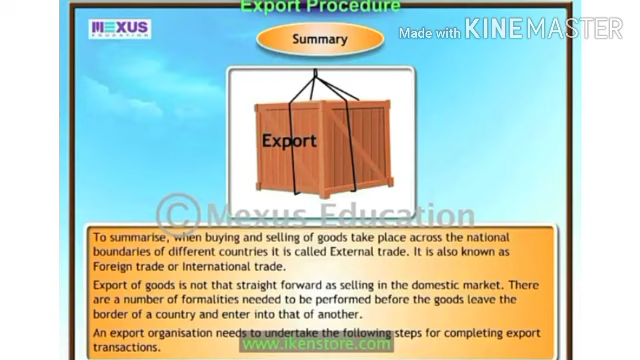 Export Procedure
MEXUS
EDUCATION
Summary
Made with KINEMASTER
Export
© Mexus Education
To summarise, when buying and selling of goods take place across the national
boundaries of different countries it is called External trade. It is also known as
Foreign trade or International trade.
Export of goods is not that straight forward as selling in the domestic market. There
are a number of formalities needed to be performed before the goods leave the
border of a country and enter into that of another.
An export organisation needs to undertake the following steps for completing export
transactions.
www.ikenstore.com